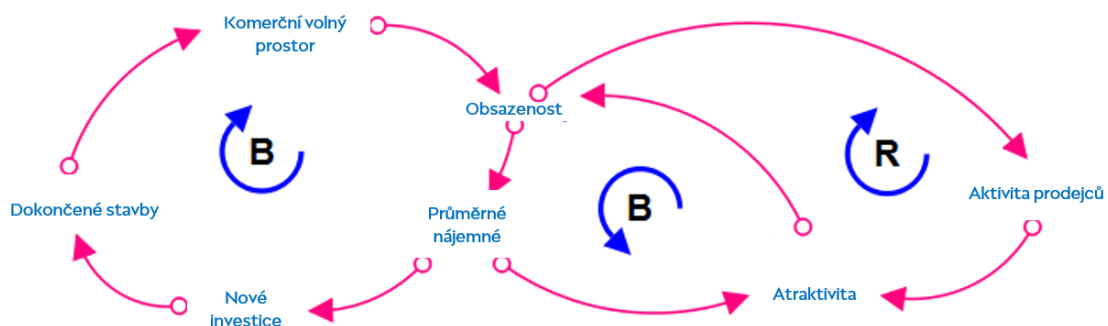 Komerční volný
prostor
Obsazenost
B
R
B
Aktivita prodejců
Dokončené stavby
Průměrné
nájemné
Nové
investice
Atraktivita